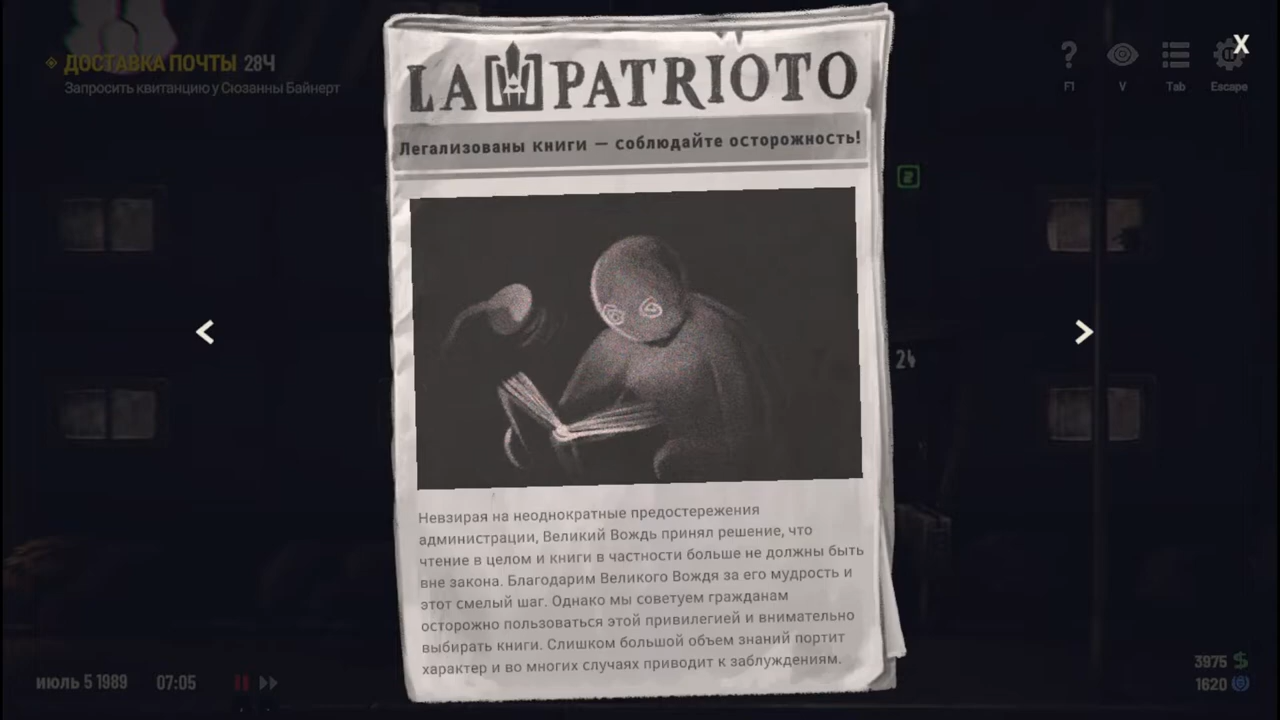 ДОСТАВКА ПОЧТЫ 28Ч
Запросить квитанцию у Сюзанны Байнерт
F1
V
Tab
Escape
X
LA PATRIOTO
Легализованы книги — соблюдайте осторожность!
2
24
<
>
Невзирая на неоднократные предостережения
администрации, Великий Вождь принял решение, что
чтение в целом и книги в частности больше не должны быть
вне закона. Благодарим Великого Вождя за его мудрость и
этот смелый шаг. Однако мы советуем гражданам
осторожно пользоваться этой привилегией и внимательно
выбирать книги. Слишком большой объем знаний портит
характер и во многих случаях приводит к заблуждениям.
июль 5 1989 07:05
3975 $
1620